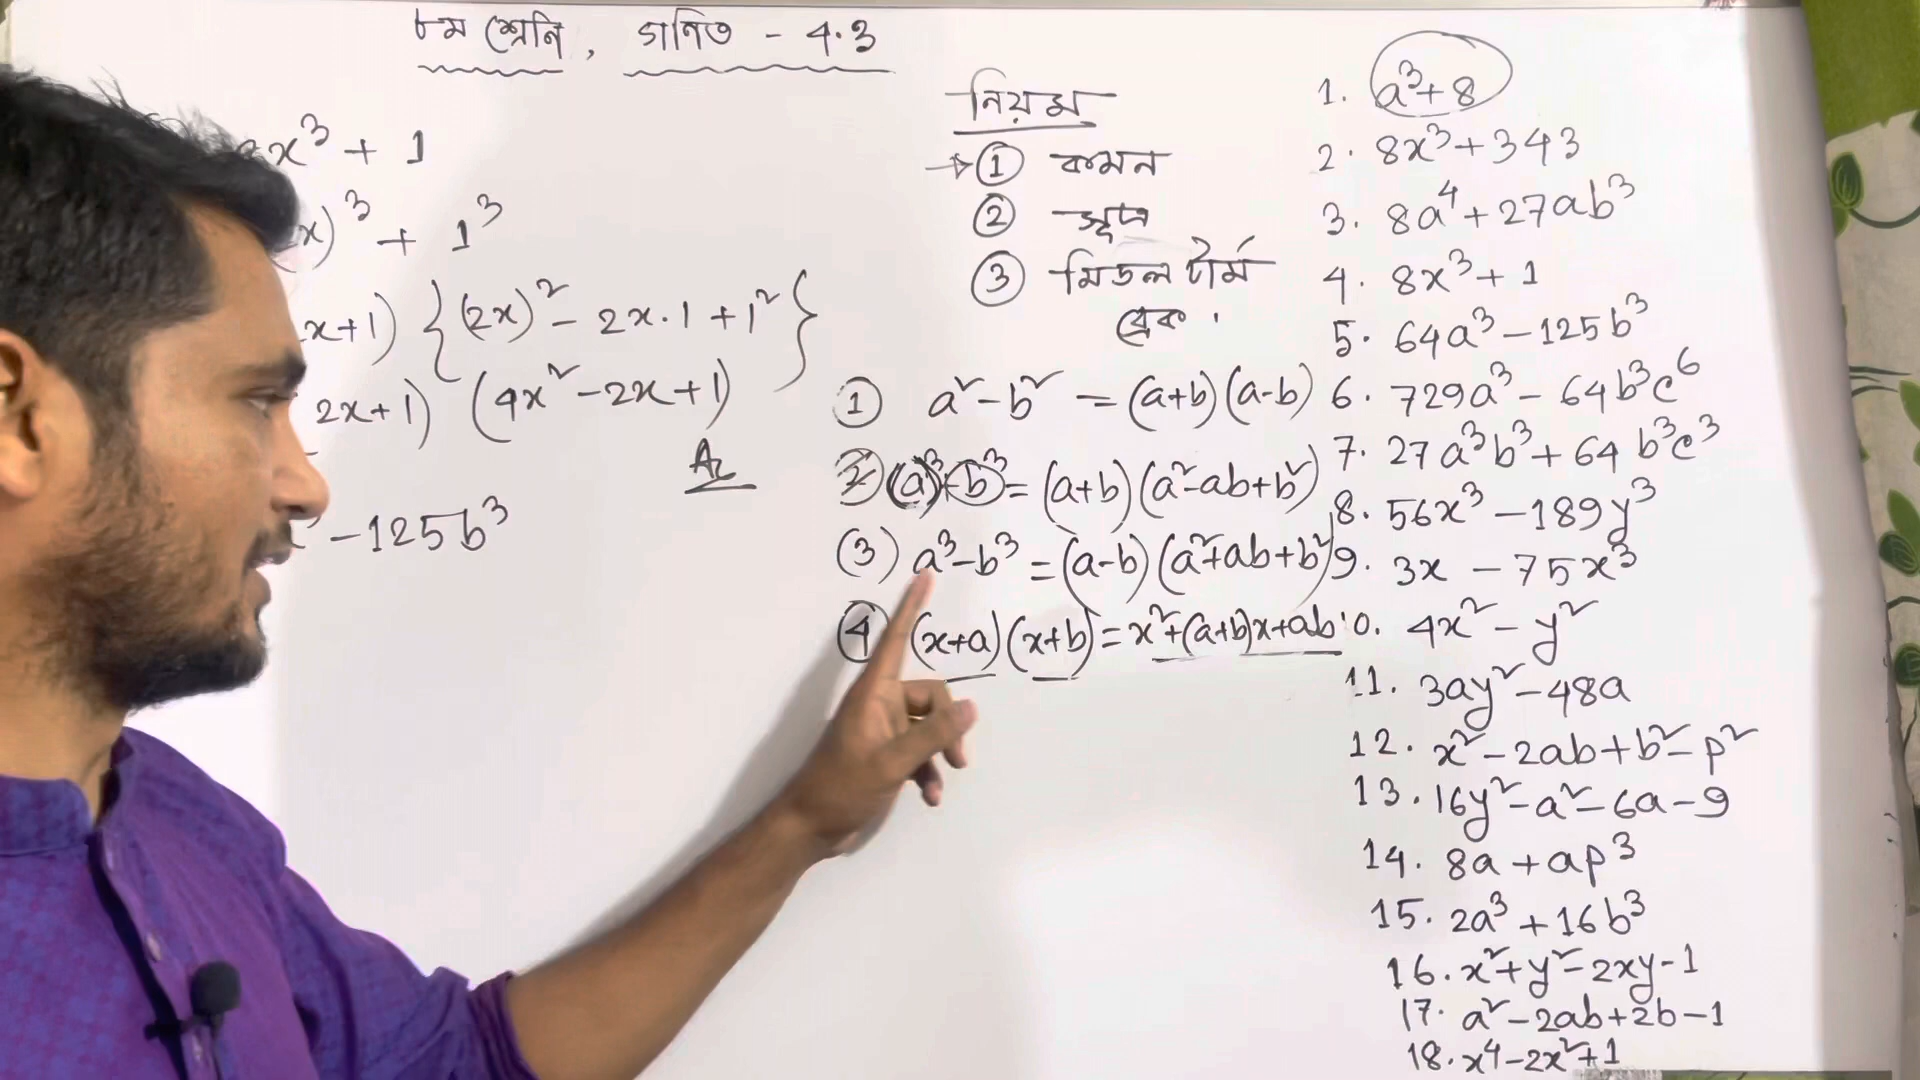 ৮ম শ্রেনি, গনিত - 4.3
x³ + 1
x)³ + 1³
x+1) {(2x)² - 2x.1 + 1²}
2x+1) (4x² - 2x + 1)
- 125b³
নিয়ম
① কমন
② সূত্র
③ মিডল টার্ম
ব্রেক।
① a² - b² = (a+b)(a-b)
② a³+b³ = (a+b)(a²-ab+b²)
(3) a³-b³ = (a-b)(a²+ab+b²)
④ (x+a)(x+b) = x²+(a+b)x+ab
1. a³+8
2. 8x³+343
3. 8a⁴+27ab³
4. 8x³+1
5. 64a³-125b³
6. 729a³-64b³c⁶
7. 27a³b³+64b³c³
8. 56x³-189y³
9. 3x-75x³
10. 4x²-y²
11. 3ay²-48a
12. x²-2ab+b²-p²
13. 16y²-a²-6a-9
14. 8a+ap³
15. 2a³+16b³
16. x²+y²-2xy-1
17. a²-2ab+2b-1
18. x⁴-2x²+1